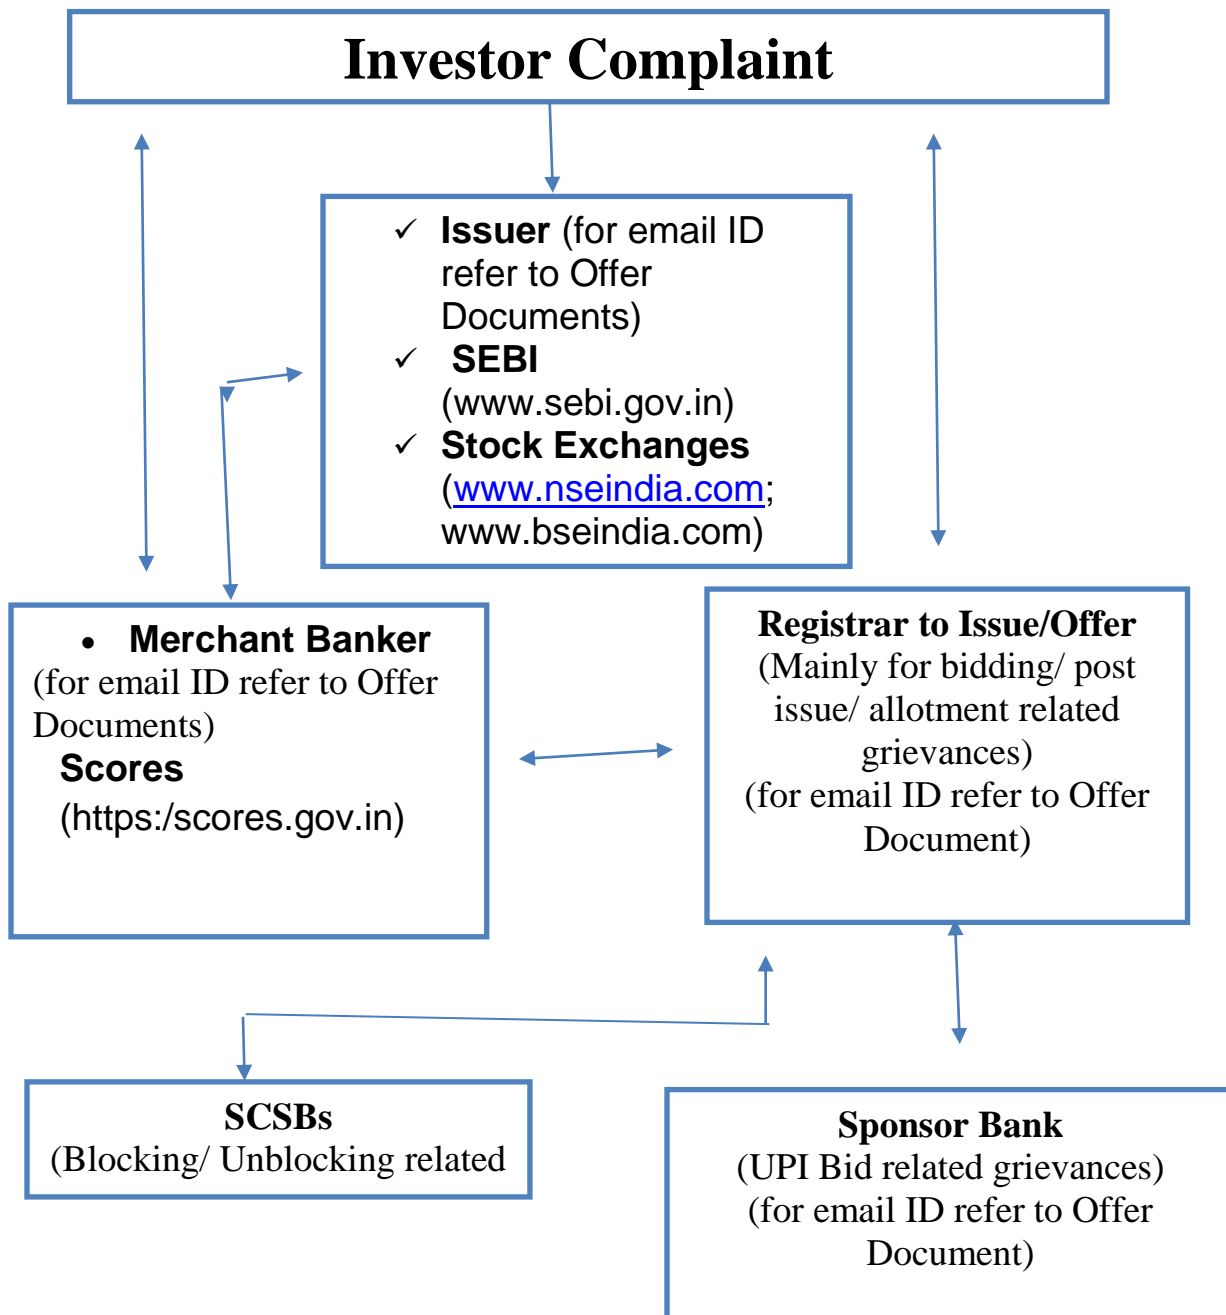 Investor Complaint
✓ Issuer (for email ID
refer to Offer
Documents)
✓ SEBI
(www.sebi.gov.in)
✓ Stock Exchanges
(www.nseindia.com;
www.bseindia.com)
• Merchant Banker
(for email ID refer to Offer
Documents)
Scores
(https:/scores.gov.in)
Registrar to Issue/Offer
(Mainly for bidding/ post
issue/ allotment related
grievances)
(for email ID refer to Offer
Document)
SCSBs
(Blocking/ Unblocking related
Sponsor Bank
(UPI Bid related grievances)
(for email ID refer to Offer
Document)